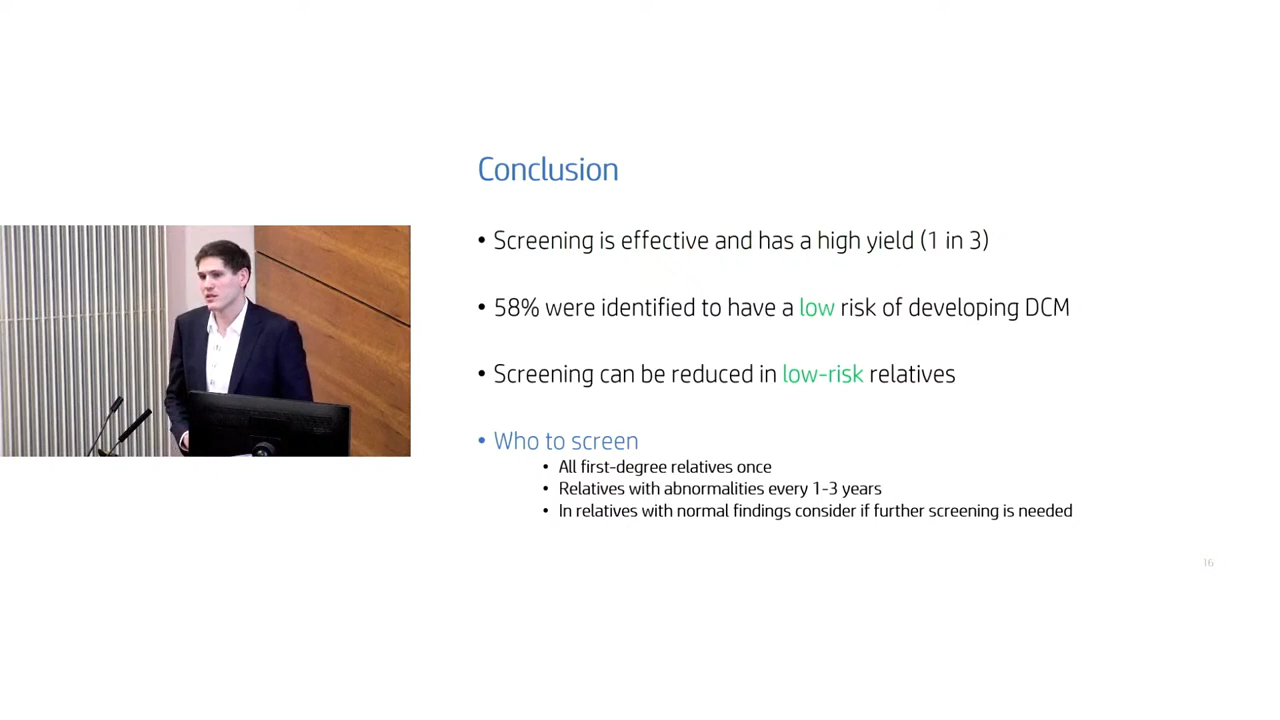 Conclusion
• Screening is effective and has a high yield (1 in 3)
• 58% were identified to have a low risk of developing DCM
• Screening can be reduced in low-risk relatives
• Who to screen
• All first-degree relatives once
• Relatives with abnormalities every 1-3 years
• In relatives with normal findings consider if further screening is needed
16